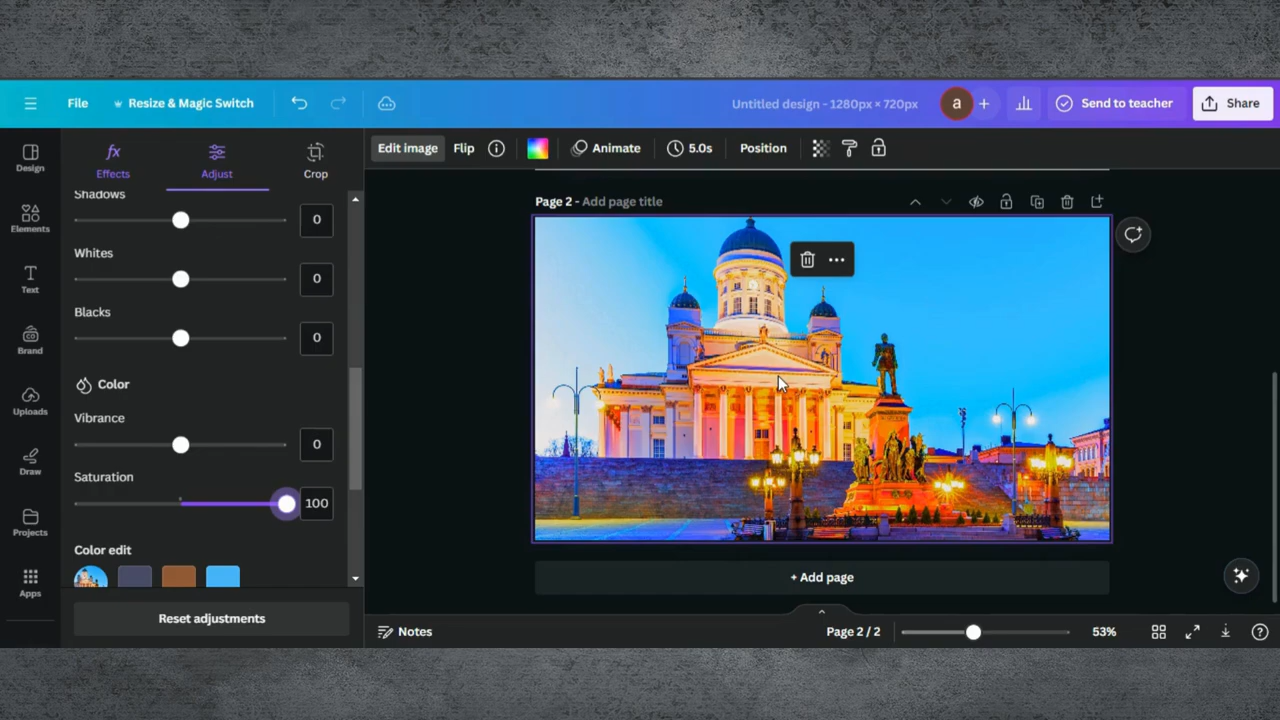 File
Resize & Magic Switch
Untitled design - 1280px × 720px
a
+
Send to teacher
Share
Design
Elements
Text
CO
Brand
Uploads
Draw
Projects
Apps
fx
Effects
Adjust
Crop
Shadows
0
Whites
0
Blacks
0
Color
Vibrance
0
Saturation
100
Color edit
Reset adjustments
Edit image
Flip
Animate
5.0s
Position
Page 2 - Add page title
+ Add page
Notes
Page 2 / 2
53%